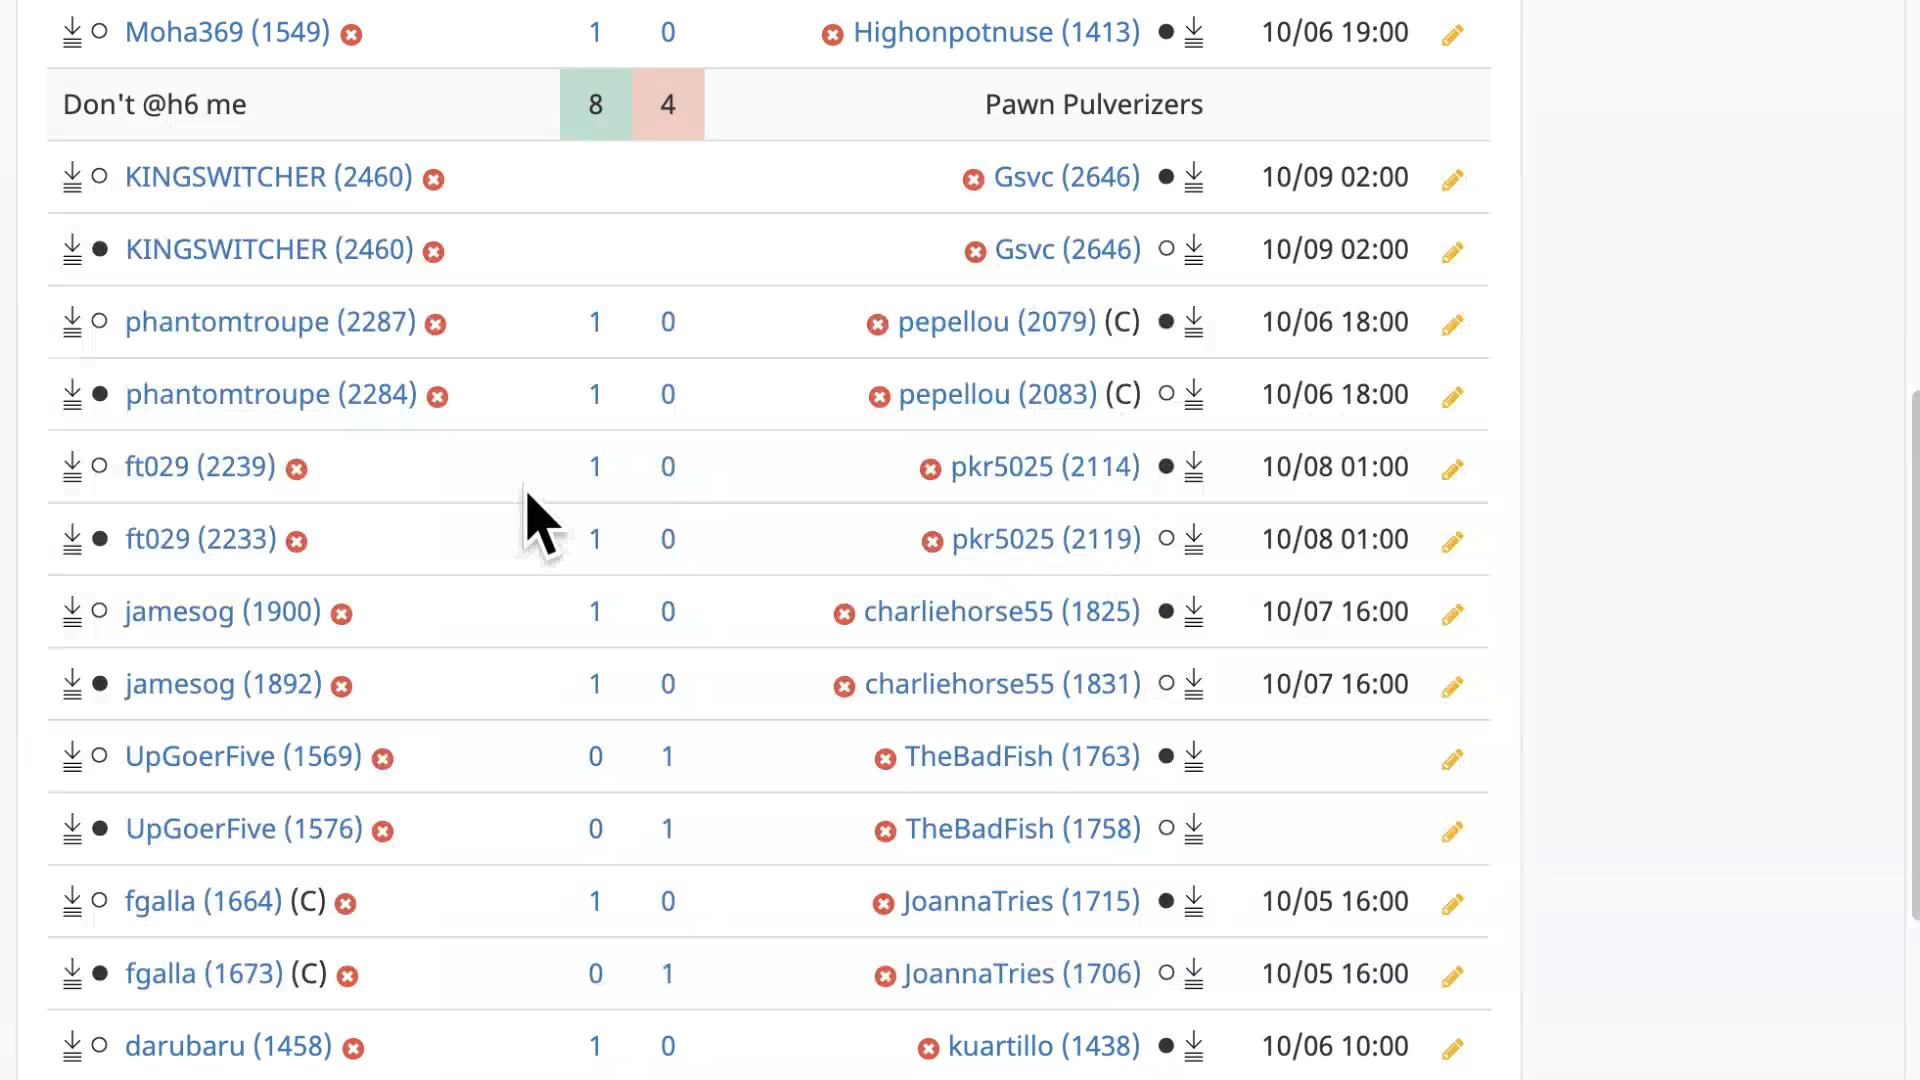 Moha369 (1549) 1 0 Highonpotnuse (1413) 10/06 19:00
Don't @h6 me 8 4 Pawn Pulverizers
KINGSWITCHER (2460) Gsvc (2646) 10/09 02:00
KINGSWITCHER (2460) Gsvc (2646) 10/09 02:00
phantomtroupe (2287) 1 0 pepellou (2079) (C) 10/06 18:00
phantomtroupe (2284) 1 0 pepellou (2083) (C) 10/06 18:00
ft029 (2239) 1 0 pkr5025 (2114) 10/08 01:00
ft029 (2233) 1 0 pkr5025 (2119) 10/08 01:00
jamesog (1900) 1 0 charliehorse55 (1825) 10/07 16:00
jamesog (1892) 1 0 charliehorse55 (1831) 10/07 16:00
UpGoerFive (1569) 0 1 TheBadFish (1763)
UpGoerFive (1576) 0 1 TheBadFish (1758)
fgalla (1664) (C) 1 0 JoannaTries (1715) 10/05 16:00
fgalla (1673) (C) 0 1 JoannaTries (1706) 10/05 16:00
darubaru (1458) 1 0 kuartillo (1438) 10/06 10:00